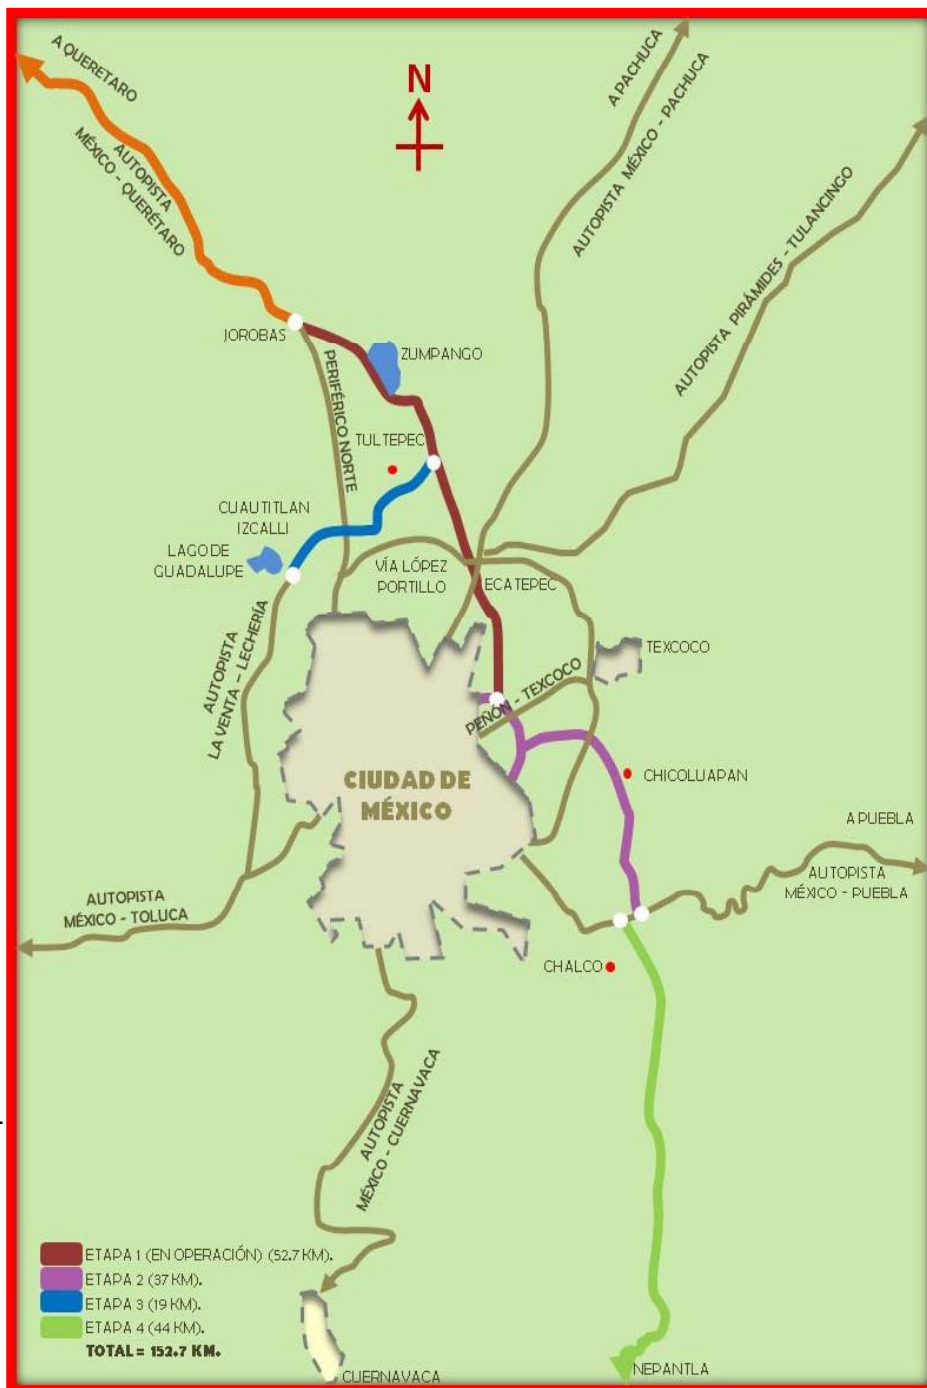 A QUERETARO
AUTOPISTA
MÉXICO - QUERÉTARO
N
A PACHUCA
AUTOPISTA MÉXICO - PACHUCA
AUTOPISTA PIRÁMIDES - TULANCINGO
JOROBAS
ZUMPANGO
PERIFÉRICO NORTE
TULTEPEC
CUAUTITLAN
IZCALLI
LAGO DE
GUADALUPE
VÍA LÓPEZ
PORTILLO
ECATEPEC
AUTOPISTA
LA VENTA - LECHERÍA
TEXCOCO
PEÑÓN - TEXCOCO
CIUDAD DE
MÉXICO
CHICOLUAPAN
A PUEBLA
AUTOPISTA
MÉXICO - PUEBLA
AUTOPISTA
MÉXICO - TOLUCA
CHALCO
AUTOPISTA
MÉXICO - CUERNAVACA
ETAPA 1 (EN OPERACIÓN) (52.7 KM).
ETAPA 2 (37 KM).
ETAPA 3 (19 KM).
ETAPA 4 (44 KM).
TOTAL = 152.7 KM.
CUERNAVACA
NEPANTLA